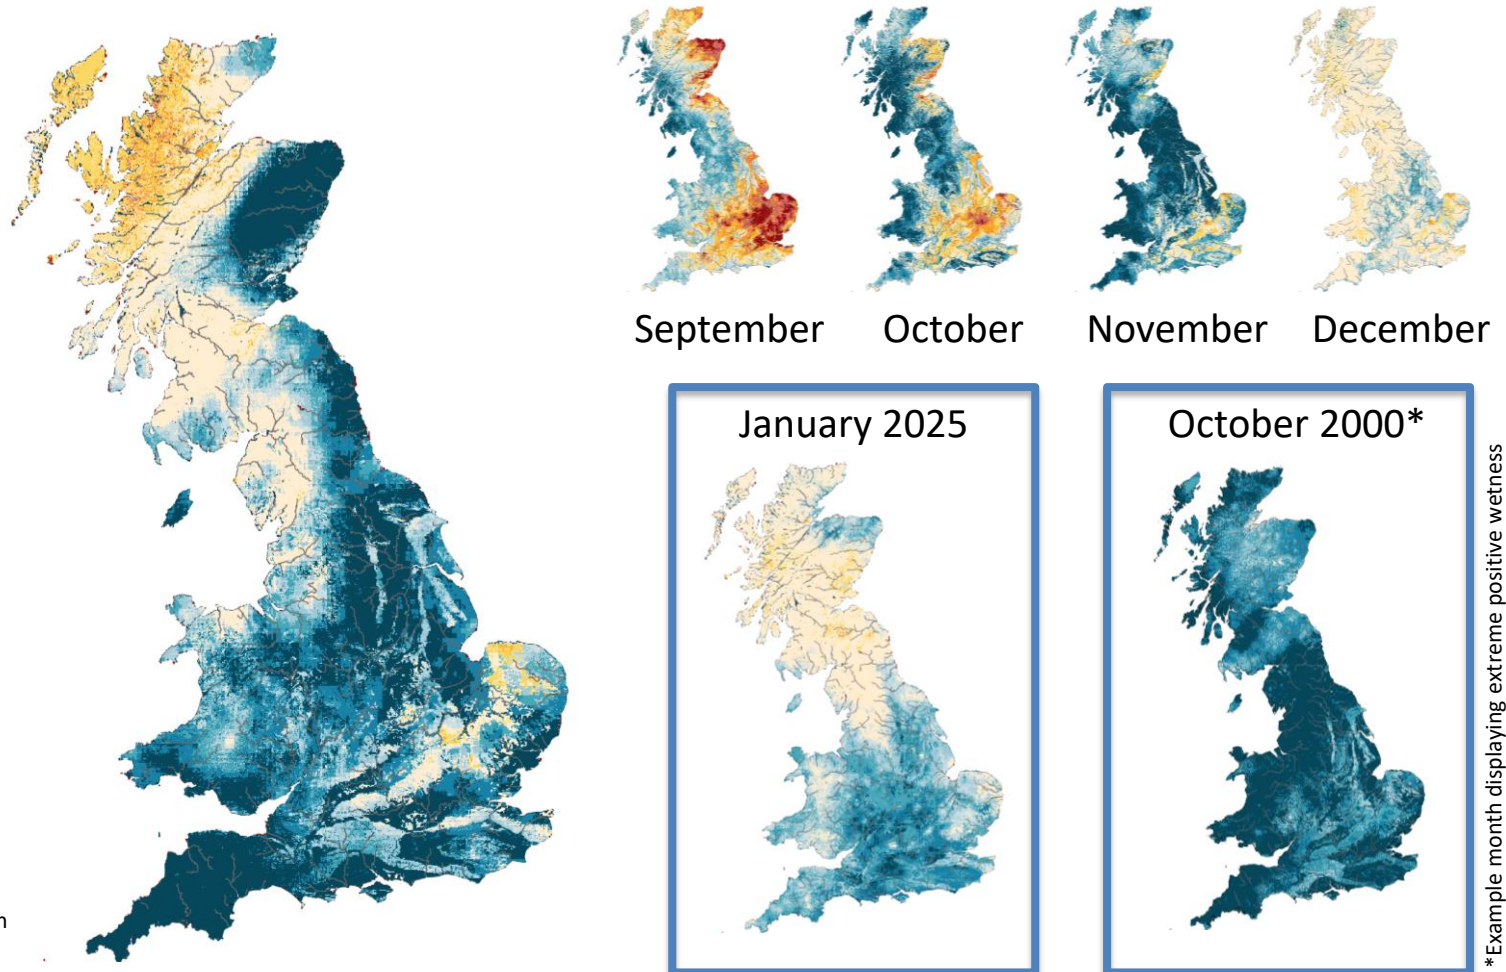 September
October
November
December
January 2025
October 2000*
*Example month displaying extreme positive wetness